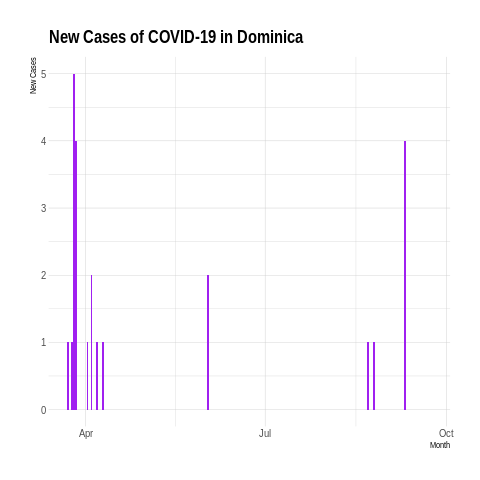 New Cases of COVID-19 in Dominica
New Cases
5
4
3
2
1
0
Apr
Jul
Oct
Month